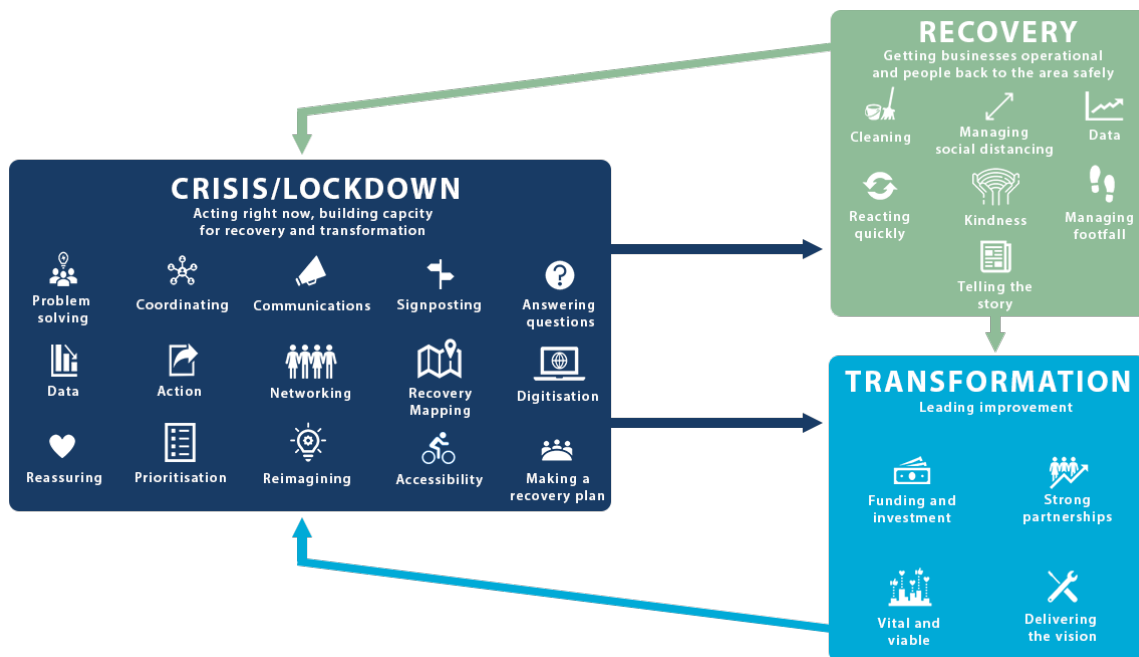 RECOVERY
Getting businesses operational
and people back to the area safely
Cleaning
Managing
social distancing
Data
Reacting
quickly
Kindness
Managing
footfall
Telling the
story
CRISIS/LOCKDOWN
Acting right now, building capcity
for recovery and transformation
Problem
solving
Coordinating
Communications
Signposting
Answering
questions
Data
Action
Networking
Recovery
Mapping
Digitisation
Reassuring
Prioritisation
Reimagining
Accessibility
Making a
recovery plan
TRANSFORMATION
Leading improvement
Funding and
investment
Strong
partnerships
Vital and
viable
Delivering
the vision